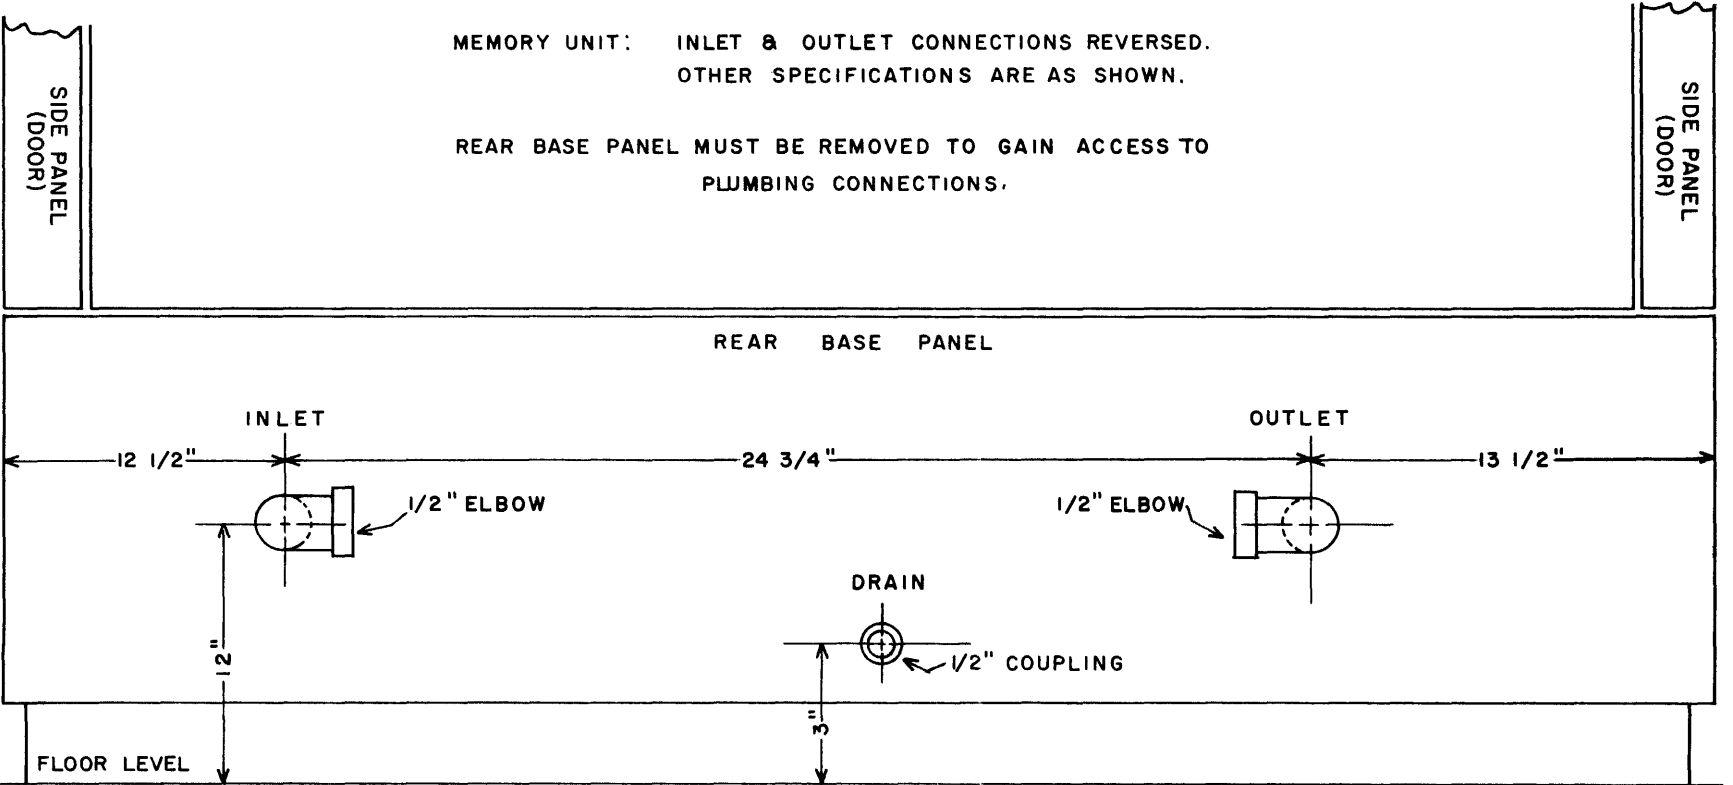 MEMORY UNIT: INLET & OUTLET CONNECTIONS REVERSED.
OTHER SPECIFICATIONS ARE AS SHOWN.
SIDE PANEL
(DOOR)
SIDE PANEL
(DOOR)
REAR BASE PANEL MUST BE REMOVED TO GAIN ACCESS TO
PLUMBING CONNECTIONS.
REAR BASE PANEL
INLET
OUTLET
12 1/2"
24 3/4"
13 1/2"
1/2" ELBOW
1/2" ELBOW
DRAIN
12"
1/2" COUPLING
3"
FLOOR LEVEL